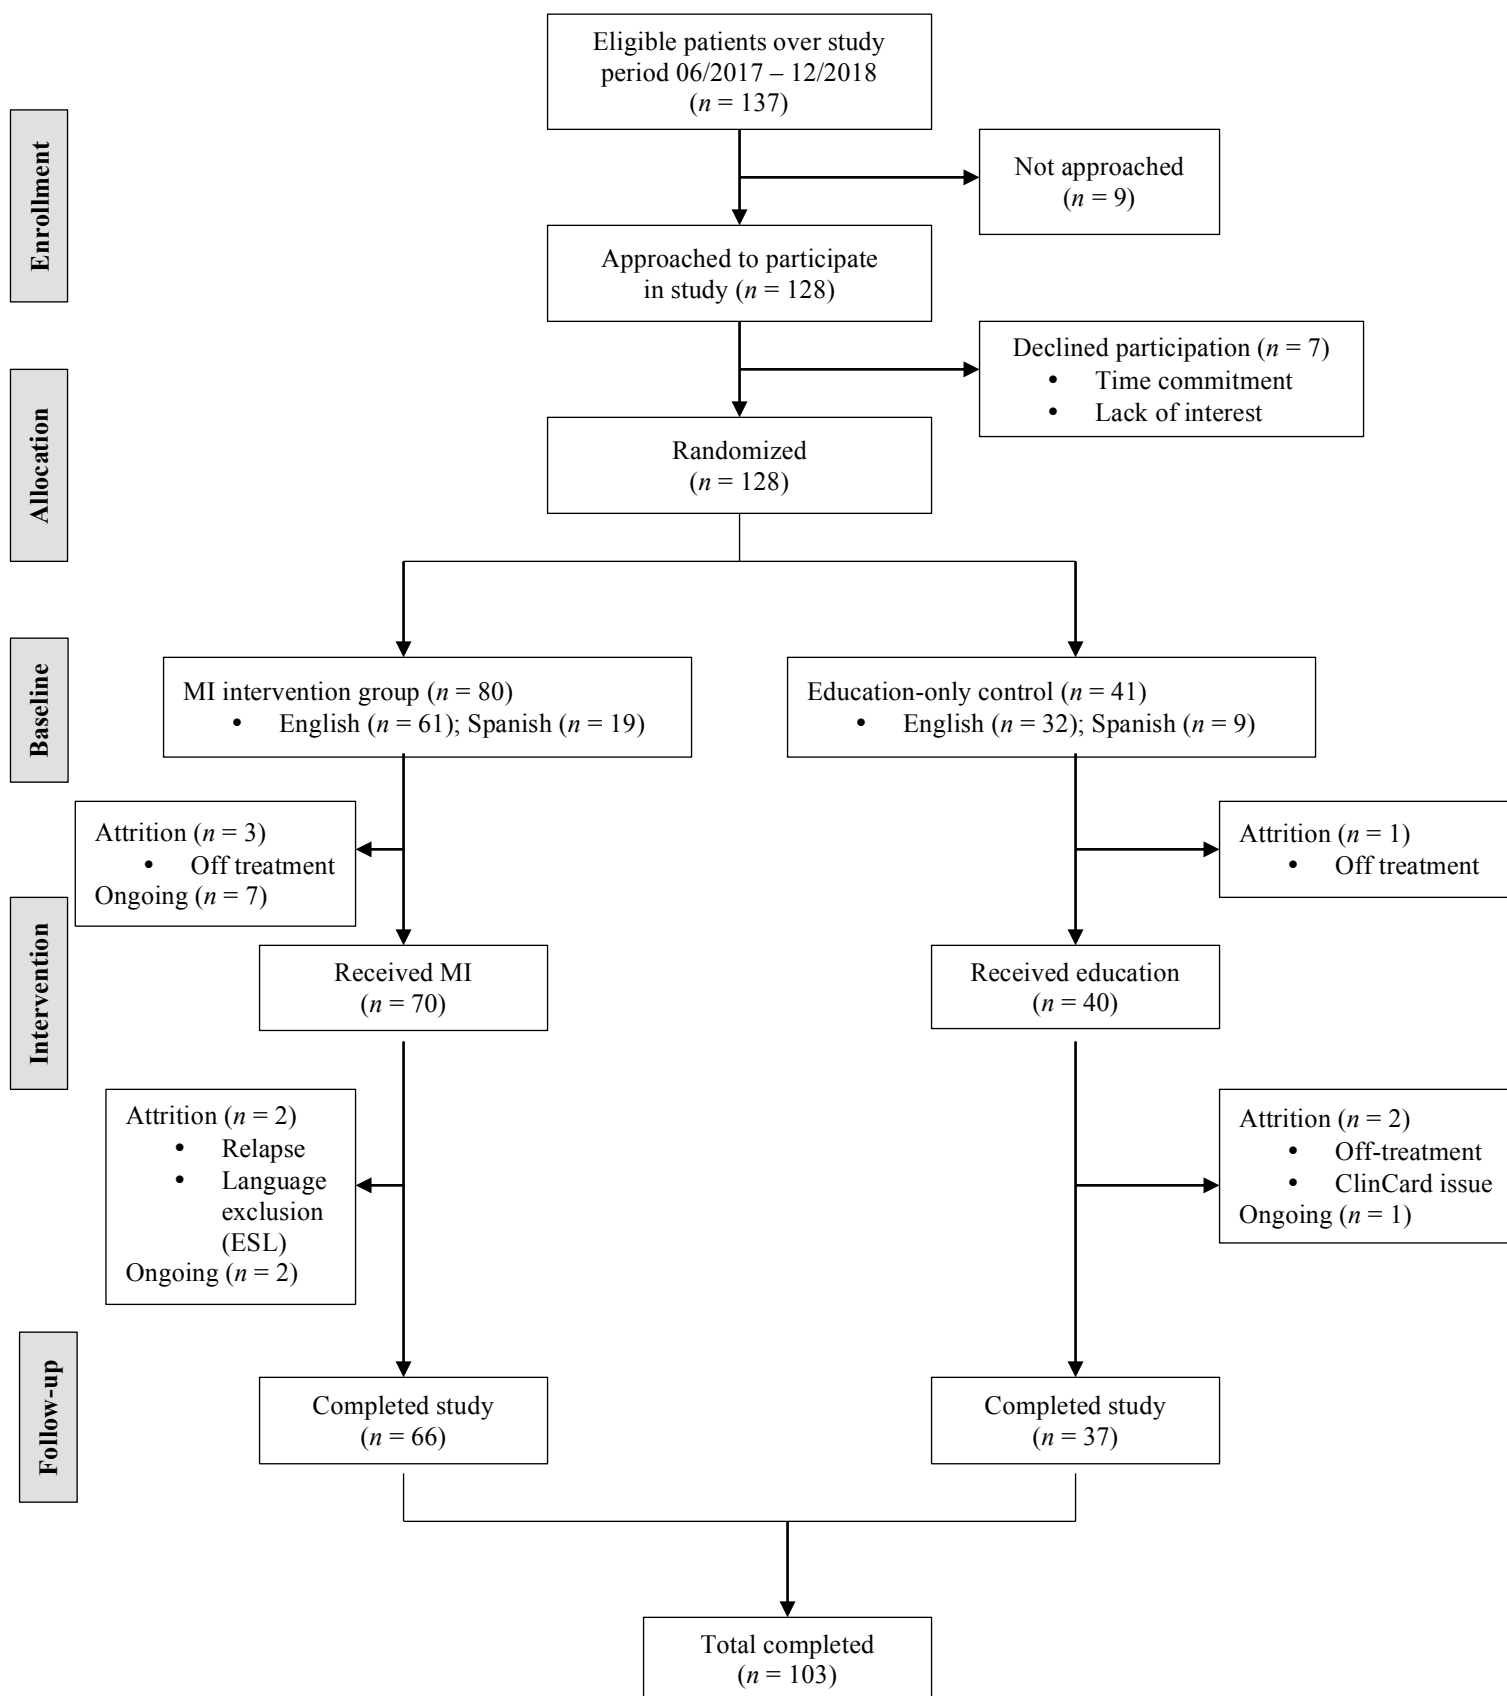 Eligible patients over study
period 06/2017 – 12/2018
(n = 137)
Enrollment
Not approached
(n = 9)
Approached to participate
in study (n = 128)
Declined participation (n = 7)
• Time commitment
• Lack of interest
Allocation
Randomized
(n = 128)
Baseline
MI intervention group (n = 80)
• English (n = 61); Spanish (n = 19)
Education-only control (n = 41)
• English (n = 32); Spanish (n = 9)
Attrition (n = 3)
• Off treatment
Ongoing (n = 7)
Attrition (n = 1)
• Off treatment
Intervention
Received MI
(n = 70)
Received education
(n = 40)
Attrition (n = 2)
• Relapse
• Language
exclusion
(ESL)
Ongoing (n = 2)
Attrition (n = 2)
• Off-treatment
• ClinCard issue
Ongoing (n = 1)
Follow-up
Completed study
(n = 66)
Completed study
(n = 37)
Total completed
(n = 103)